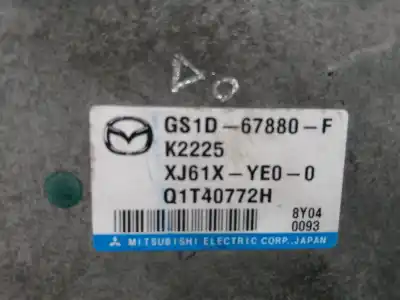 GS1D-67880-F
K2225
XJ61X-YE0-0
Q1T40772H
8Y04
0093
MITSUBISHI ELECTRIC CORP., JAPAN